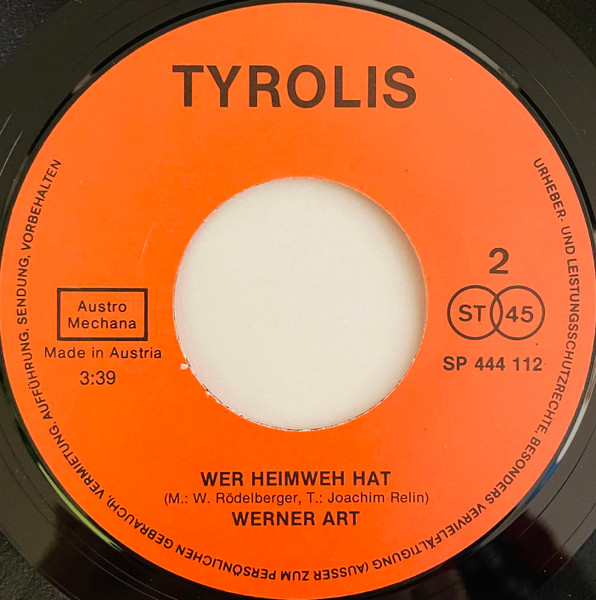 TYROLIS
2
ST 45
SP 444 112
Austro
Mechana
Made in Austria
3:39
WER HEIMWEH HAT
(M.: W. Rödelberger, T.: Joachim Relin)
WERNER ART
URHEBER- UND LEISTUNGSSCHUTZRECHTE, BESONDERS VERVIELFÄLTIGUNG (AUSSER ZUM PERSÖNLICHEN GEBRAUCH), VERMIETUNG, AUFFÜHRUNG, SENDUNG, VORBEHALTEN